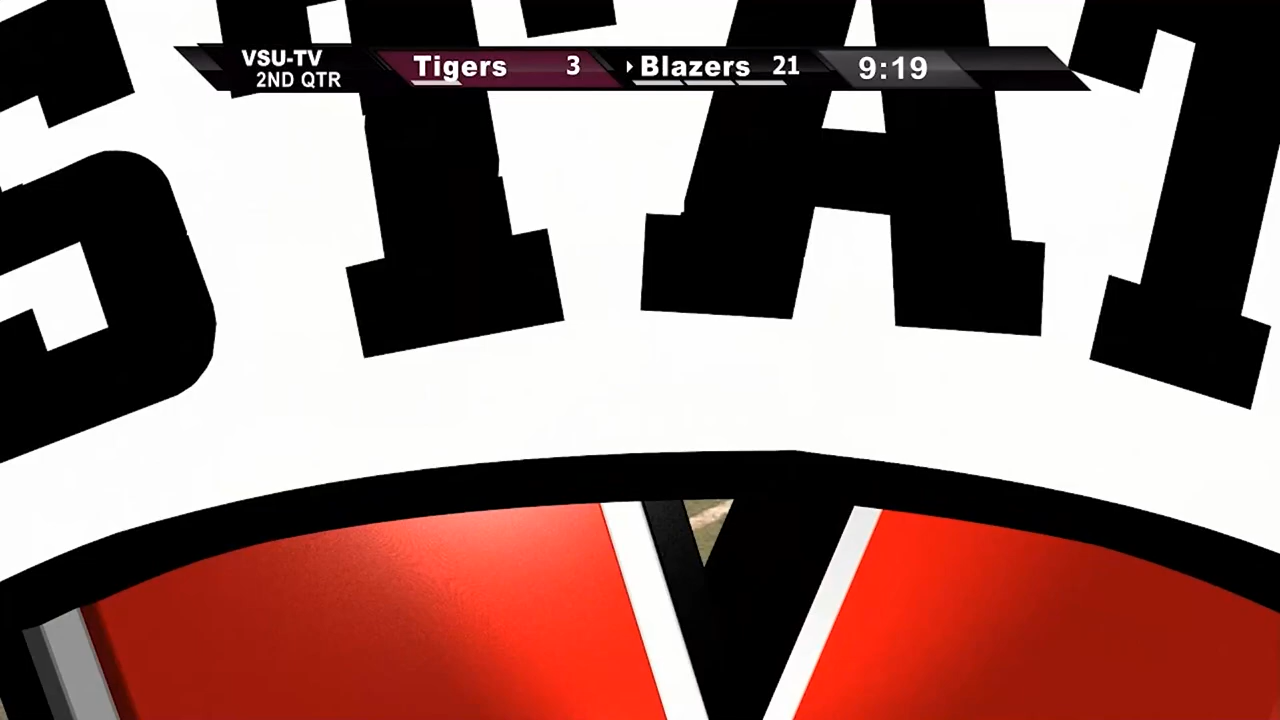 VSU-TV
2ND QTR
Tigers 3
Blazers 21
9:19
STAT
V